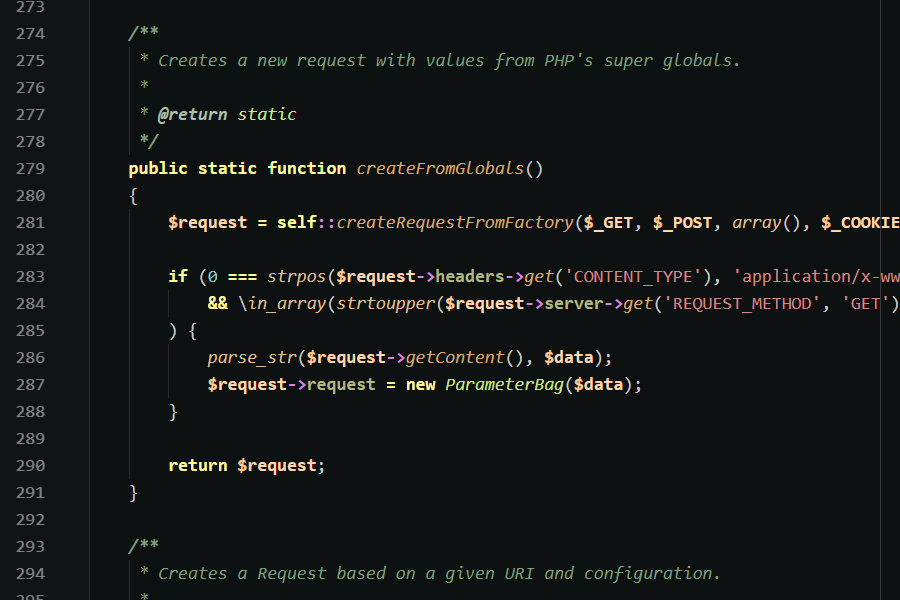 273
274 /**
275 * Creates a new request with values from PHP's super globals.
276 *
277 * @return static
278 */
279 public static function createFromGlobals()
280 {
281 $request = self::createRequestFromFactory($_GET, $_POST, array(), $_COOKIE
282
283 if (0 === strpos($request->headers->get('CONTENT_TYPE'), 'application/x-ww
284 && \in_array(strtoupper($request->server->get('REQUEST_METHOD', 'GET')
285 ) {
286 parse_str($request->getContent(), $data);
287 $request->request = new ParameterBag($data);
288 }
289
290 return $request;
291 }
292
293 /**
294 * Creates a Request based on a given URI and configuration.
295 *